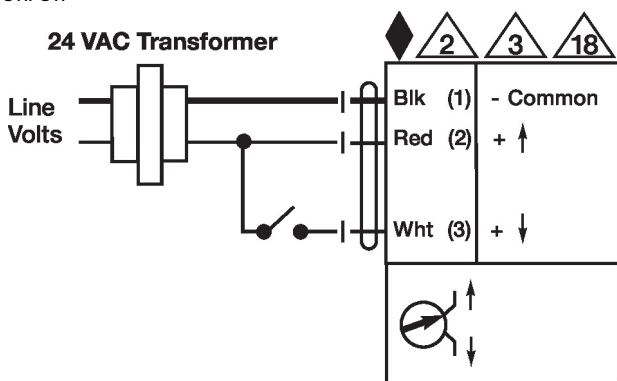 24 VAC Transformer
2 3 18
Line
Volts
Blk (1) - Common
Red (2) + ↑
Wht (3) + ↓